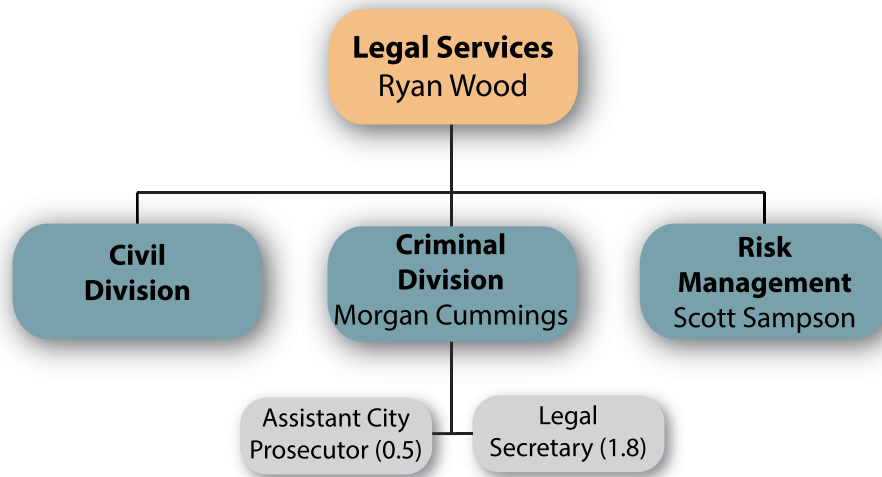 Legal Services
Ryan Wood
Civil
Division
Criminal
Division
Morgan Cummings
Risk
Management
Scott Sampson
Assistant City
Prosecutor (0.5)
Legal
Secretary (1.8)